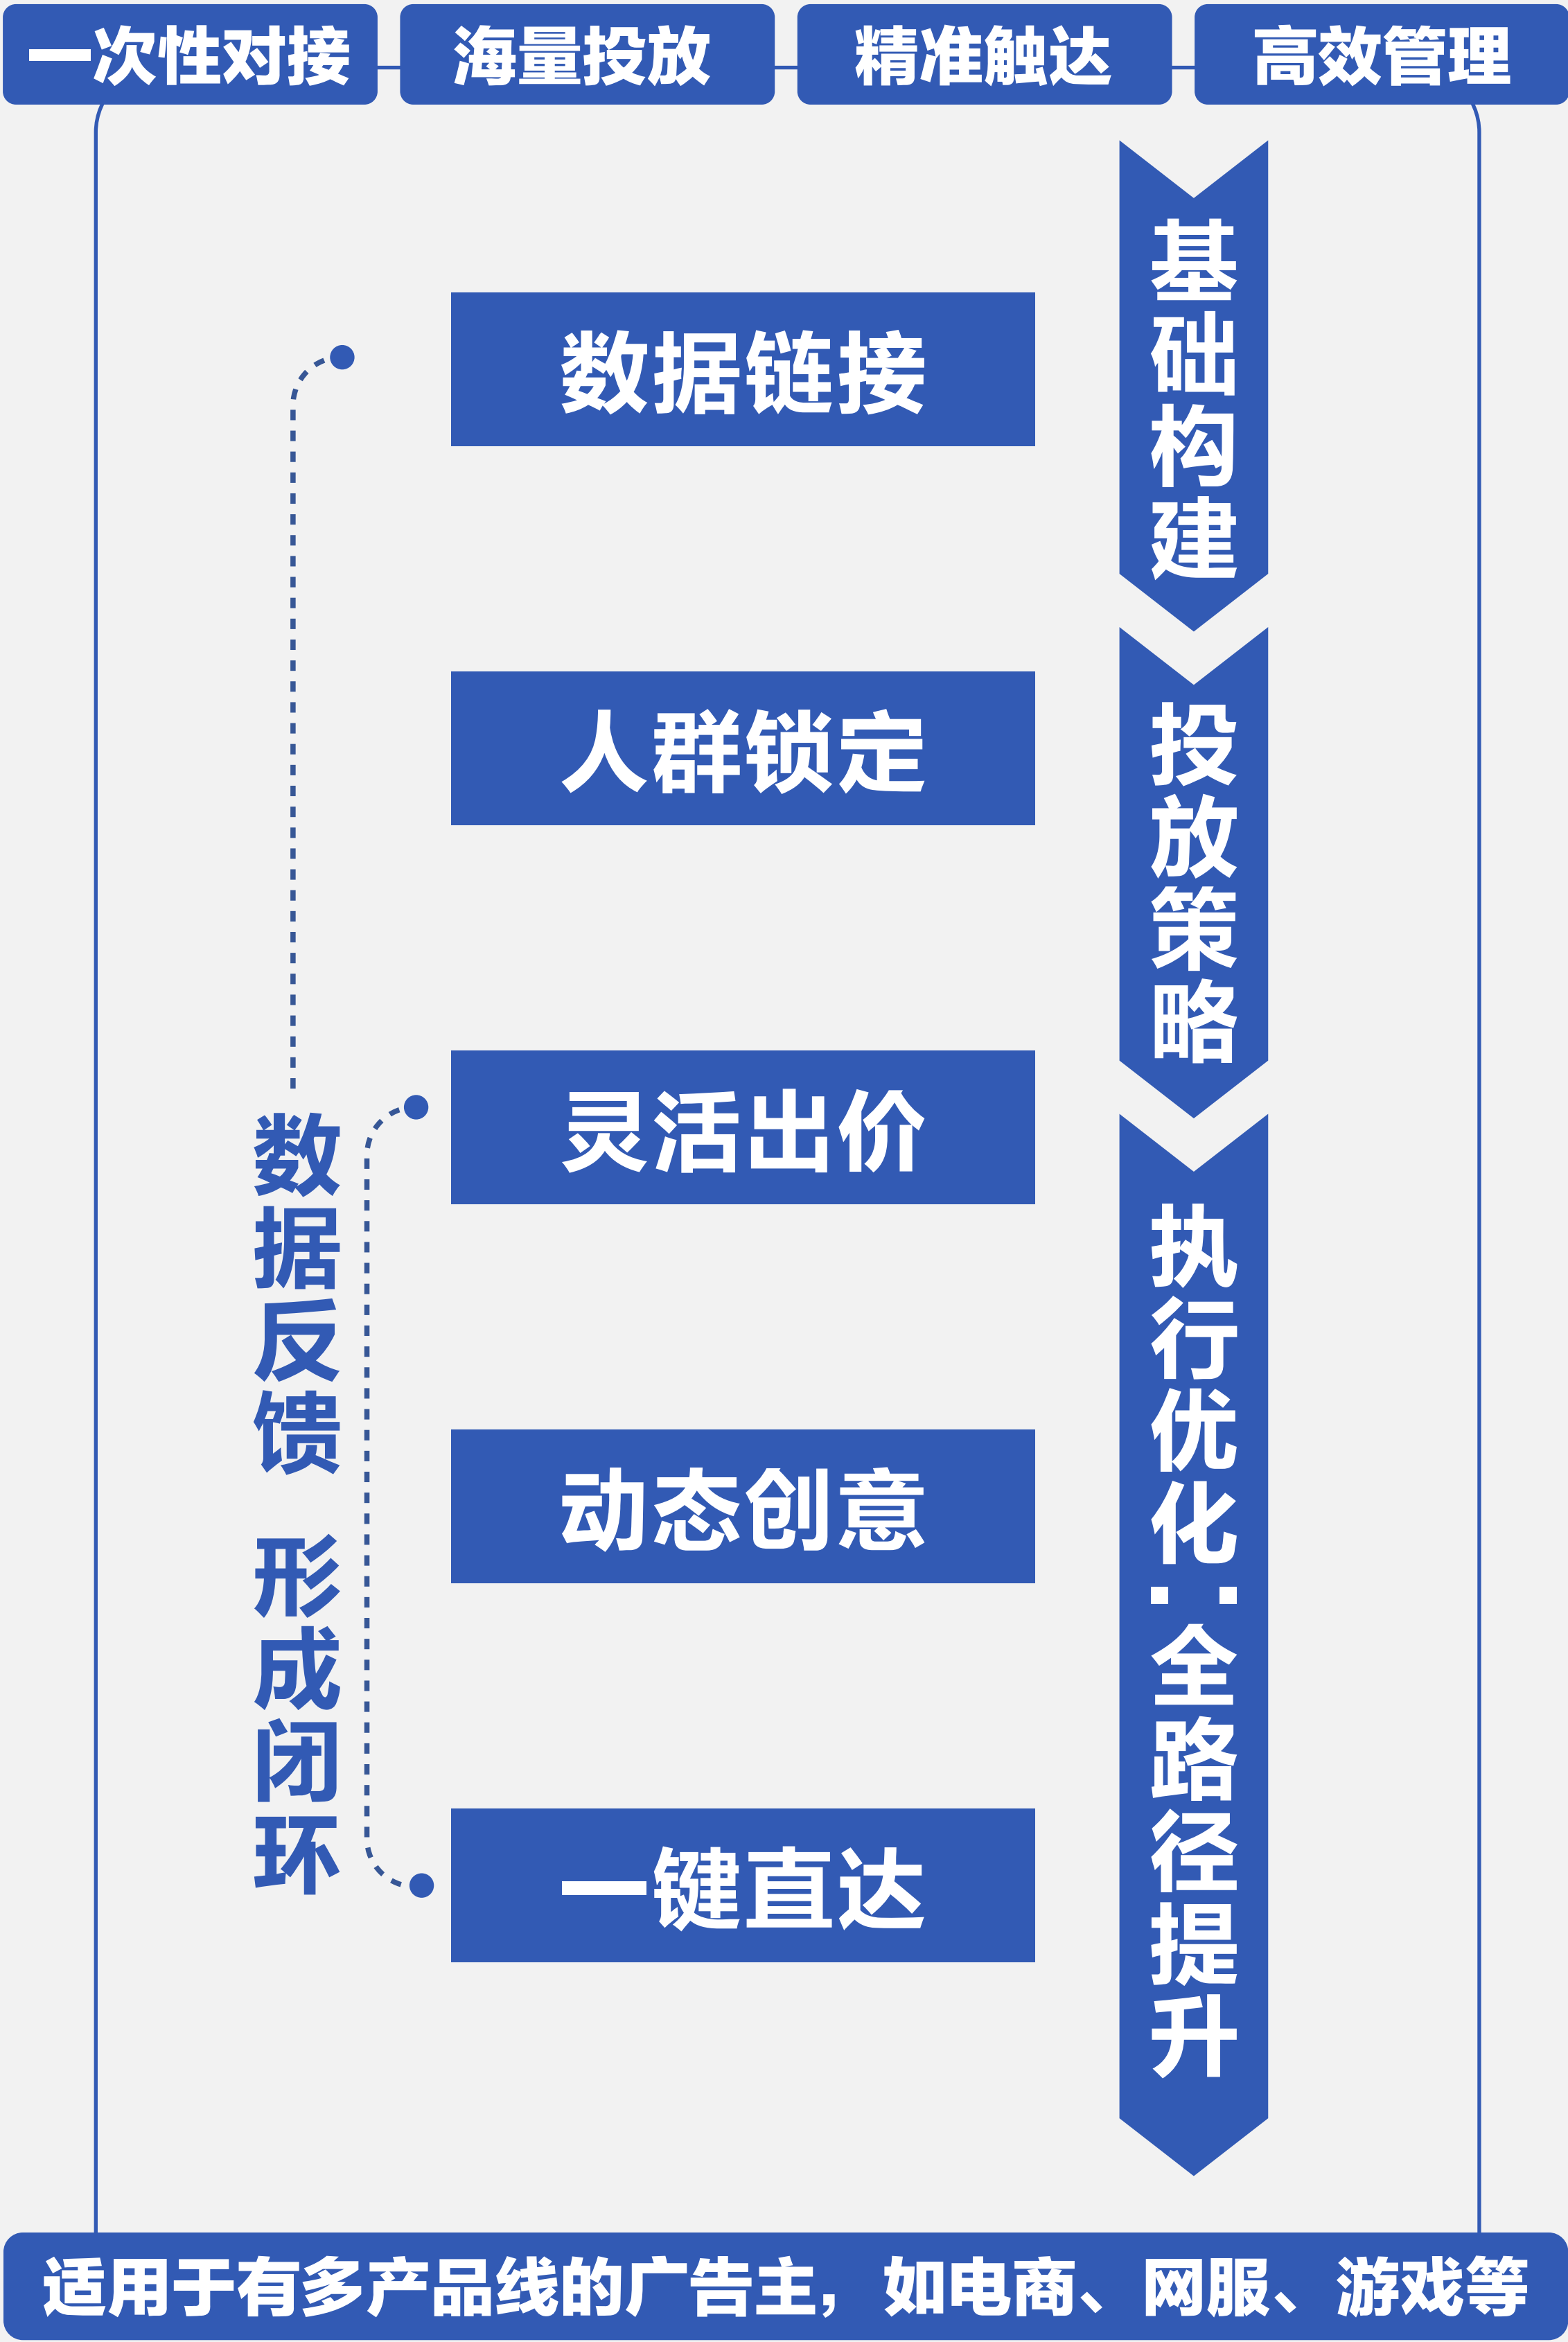 一次性对接
海量投放
精准触达
高效管理
基础构建
数据链接
人群锁定
投放策略
灵活出价
数据反馈 形成闭环
执行优化：全路径提升
动态创意
一键直达
适用于有多产品线的广告主，如电商、网服、游戏等